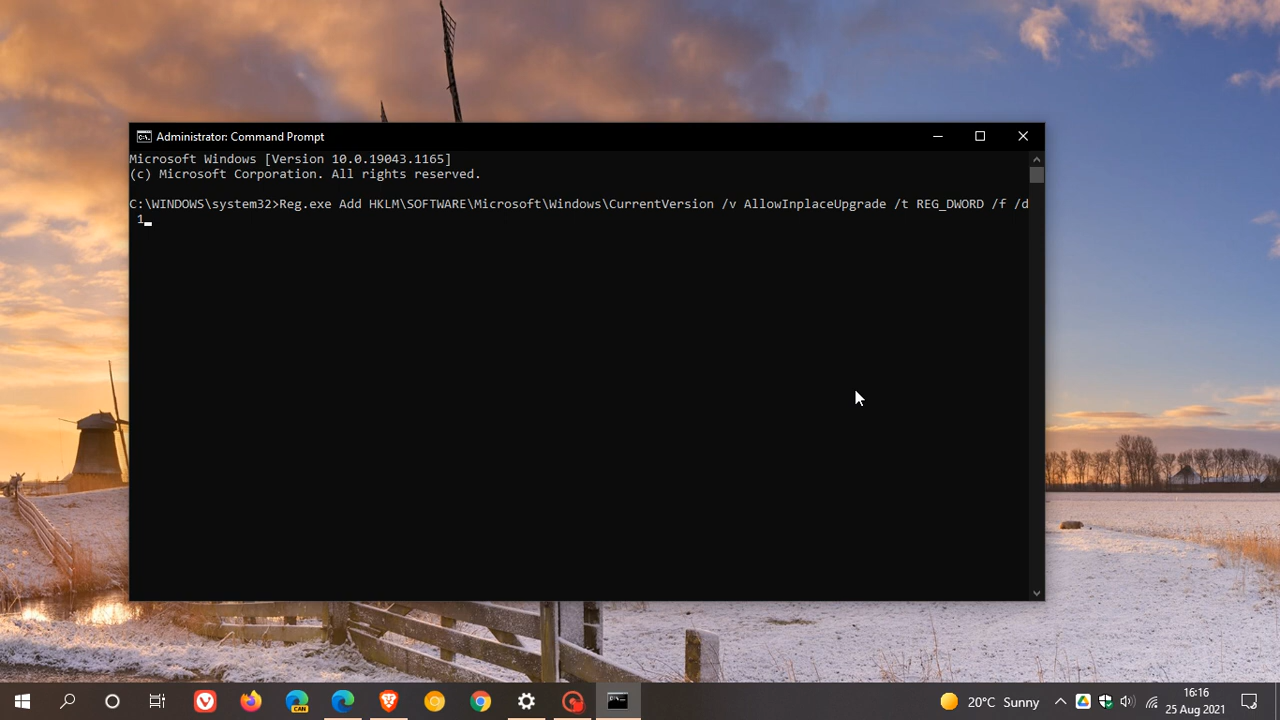 Administrator: Command Prompt
Microsoft Windows [Version 10.0.19043.1165]
(c) Microsoft Corporation. All rights reserved.
C:\WINDOWS\system32>Reg.exe Add HKLM\SOFTWARE\Microsoft\Windows\CurrentVersion /v AllowInplaceUpgrade /t REG_DWORD /f /d
1
CAN
20°C Sunny
16:16
25 Aug 2021